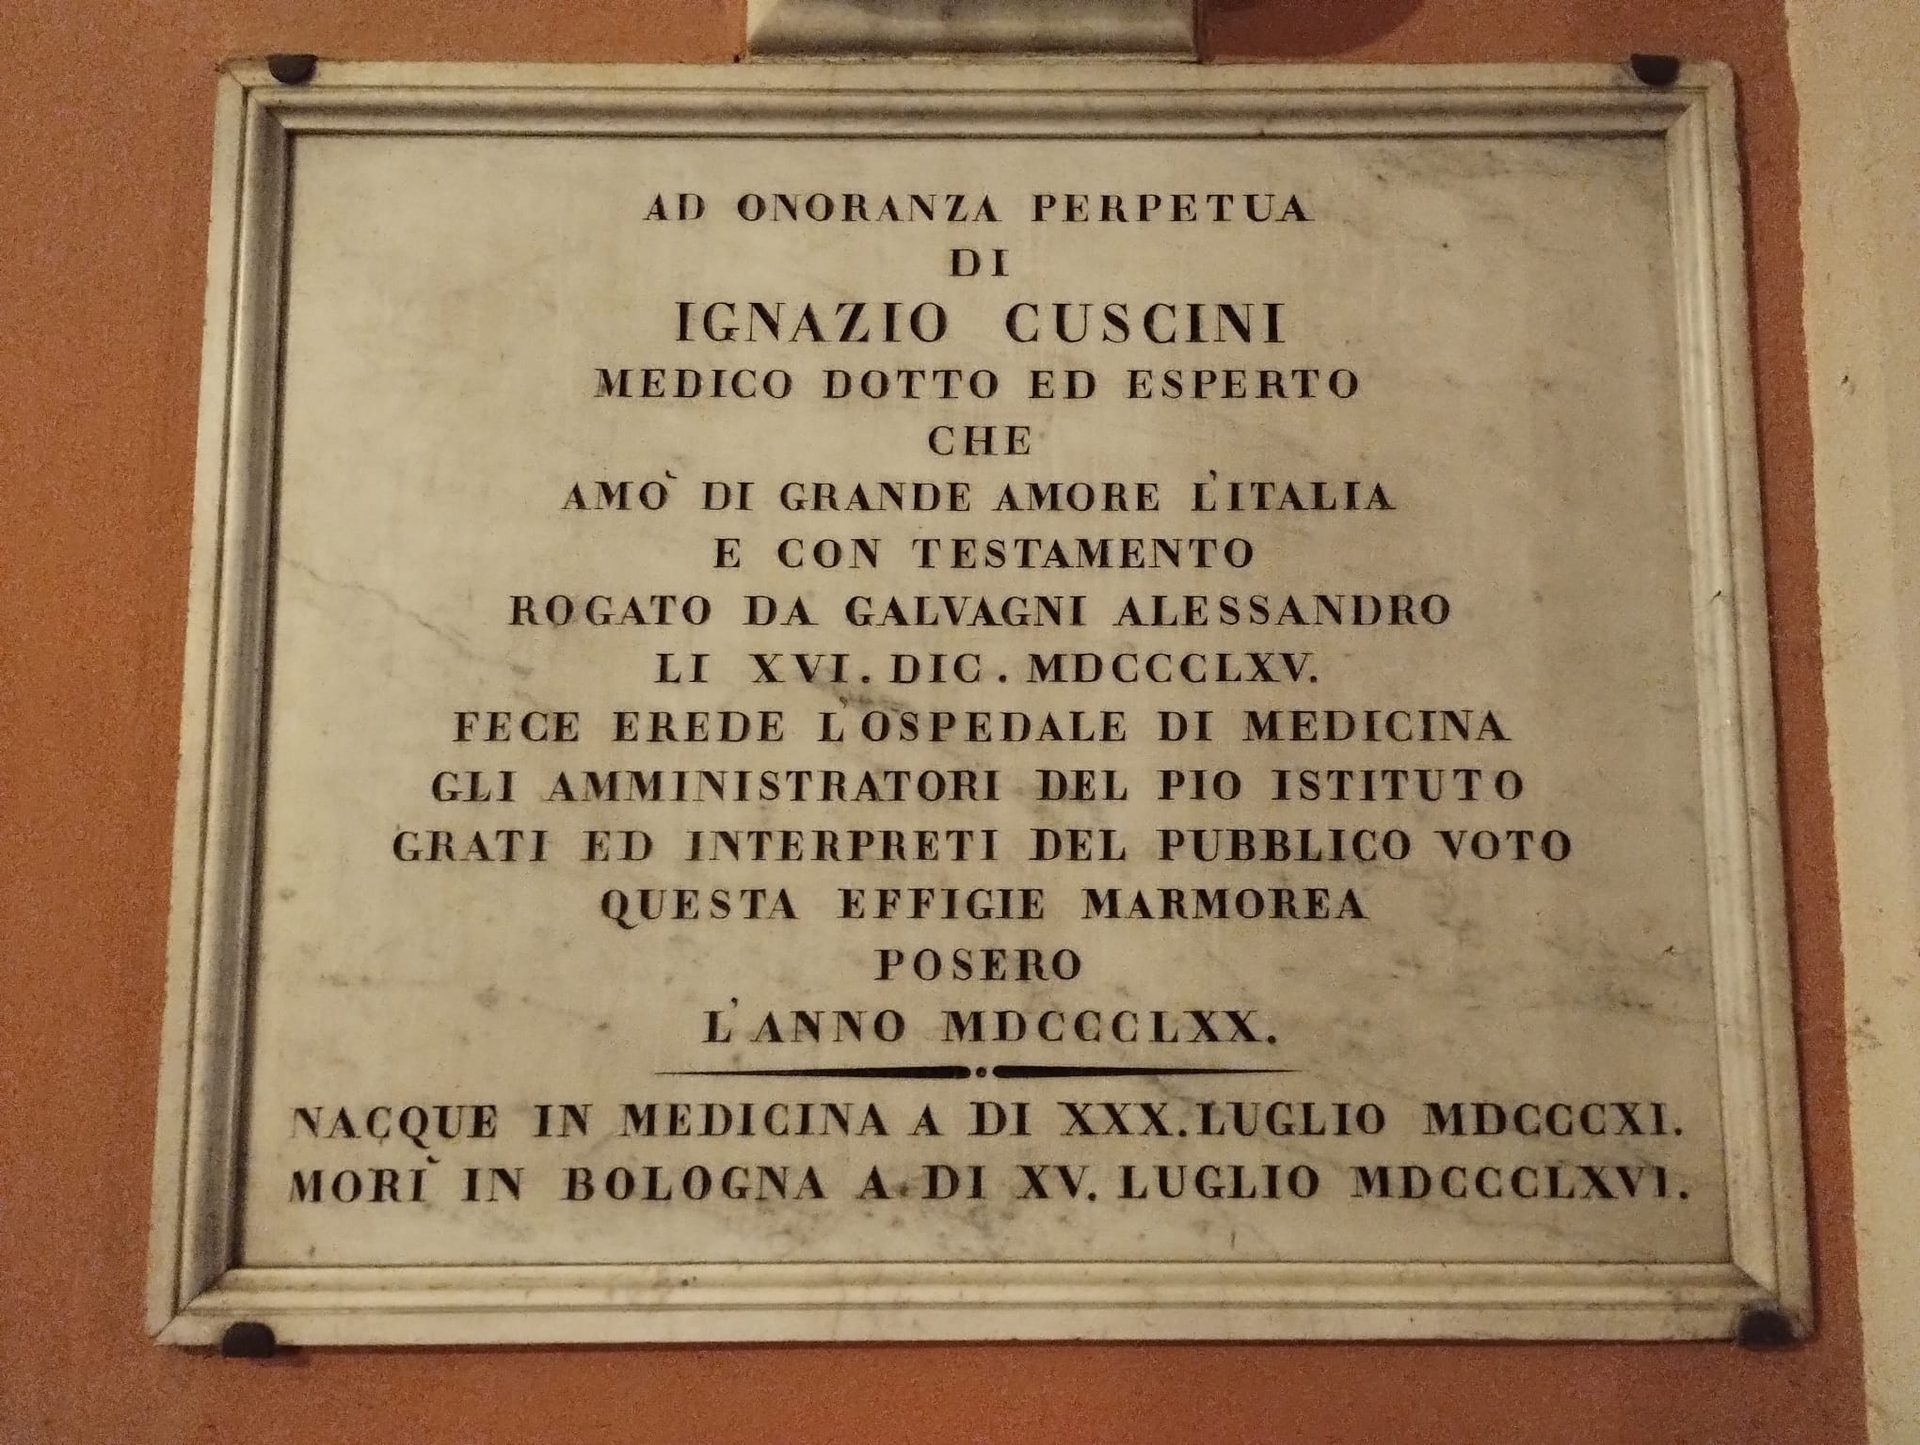 AD ONORANZA PERPETUA
DI
IGNAZIO CUSCINI
MEDICO DOTTO ED ESPERTO
CHE
AMÒ DI GRANDE AMORE L'ITALIA
E CON TESTAMENTO
ROGATO DA GALVAGNI ALESSANDRO
LI XVI. DIC. MDCCCLXV.
FECE EREDE L'OSPEDALE DI MEDICINA
GLI AMMINISTRATORI DEL PIO ISTITUTO
GRATI ED INTERPRETI DEL PUBBLICO VOTO
QUESTA EFFIGIE MARMOREA
POSERO
L'ANNO MDCCCLXX.
NACQUE IN MEDICINA A DI XXX. LUGLIO MDCCCXI.
MORÌ IN BOLOGNA A DI XV. LUGLIO MDCCCLXVI.